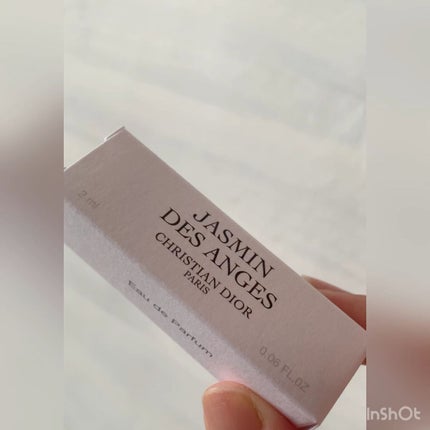 JASMIN
DES ANGES
CHRISTIAN DIOR
PARIS
2 ml
0.06 FL.OZ
Eau de Parfum
InShOt